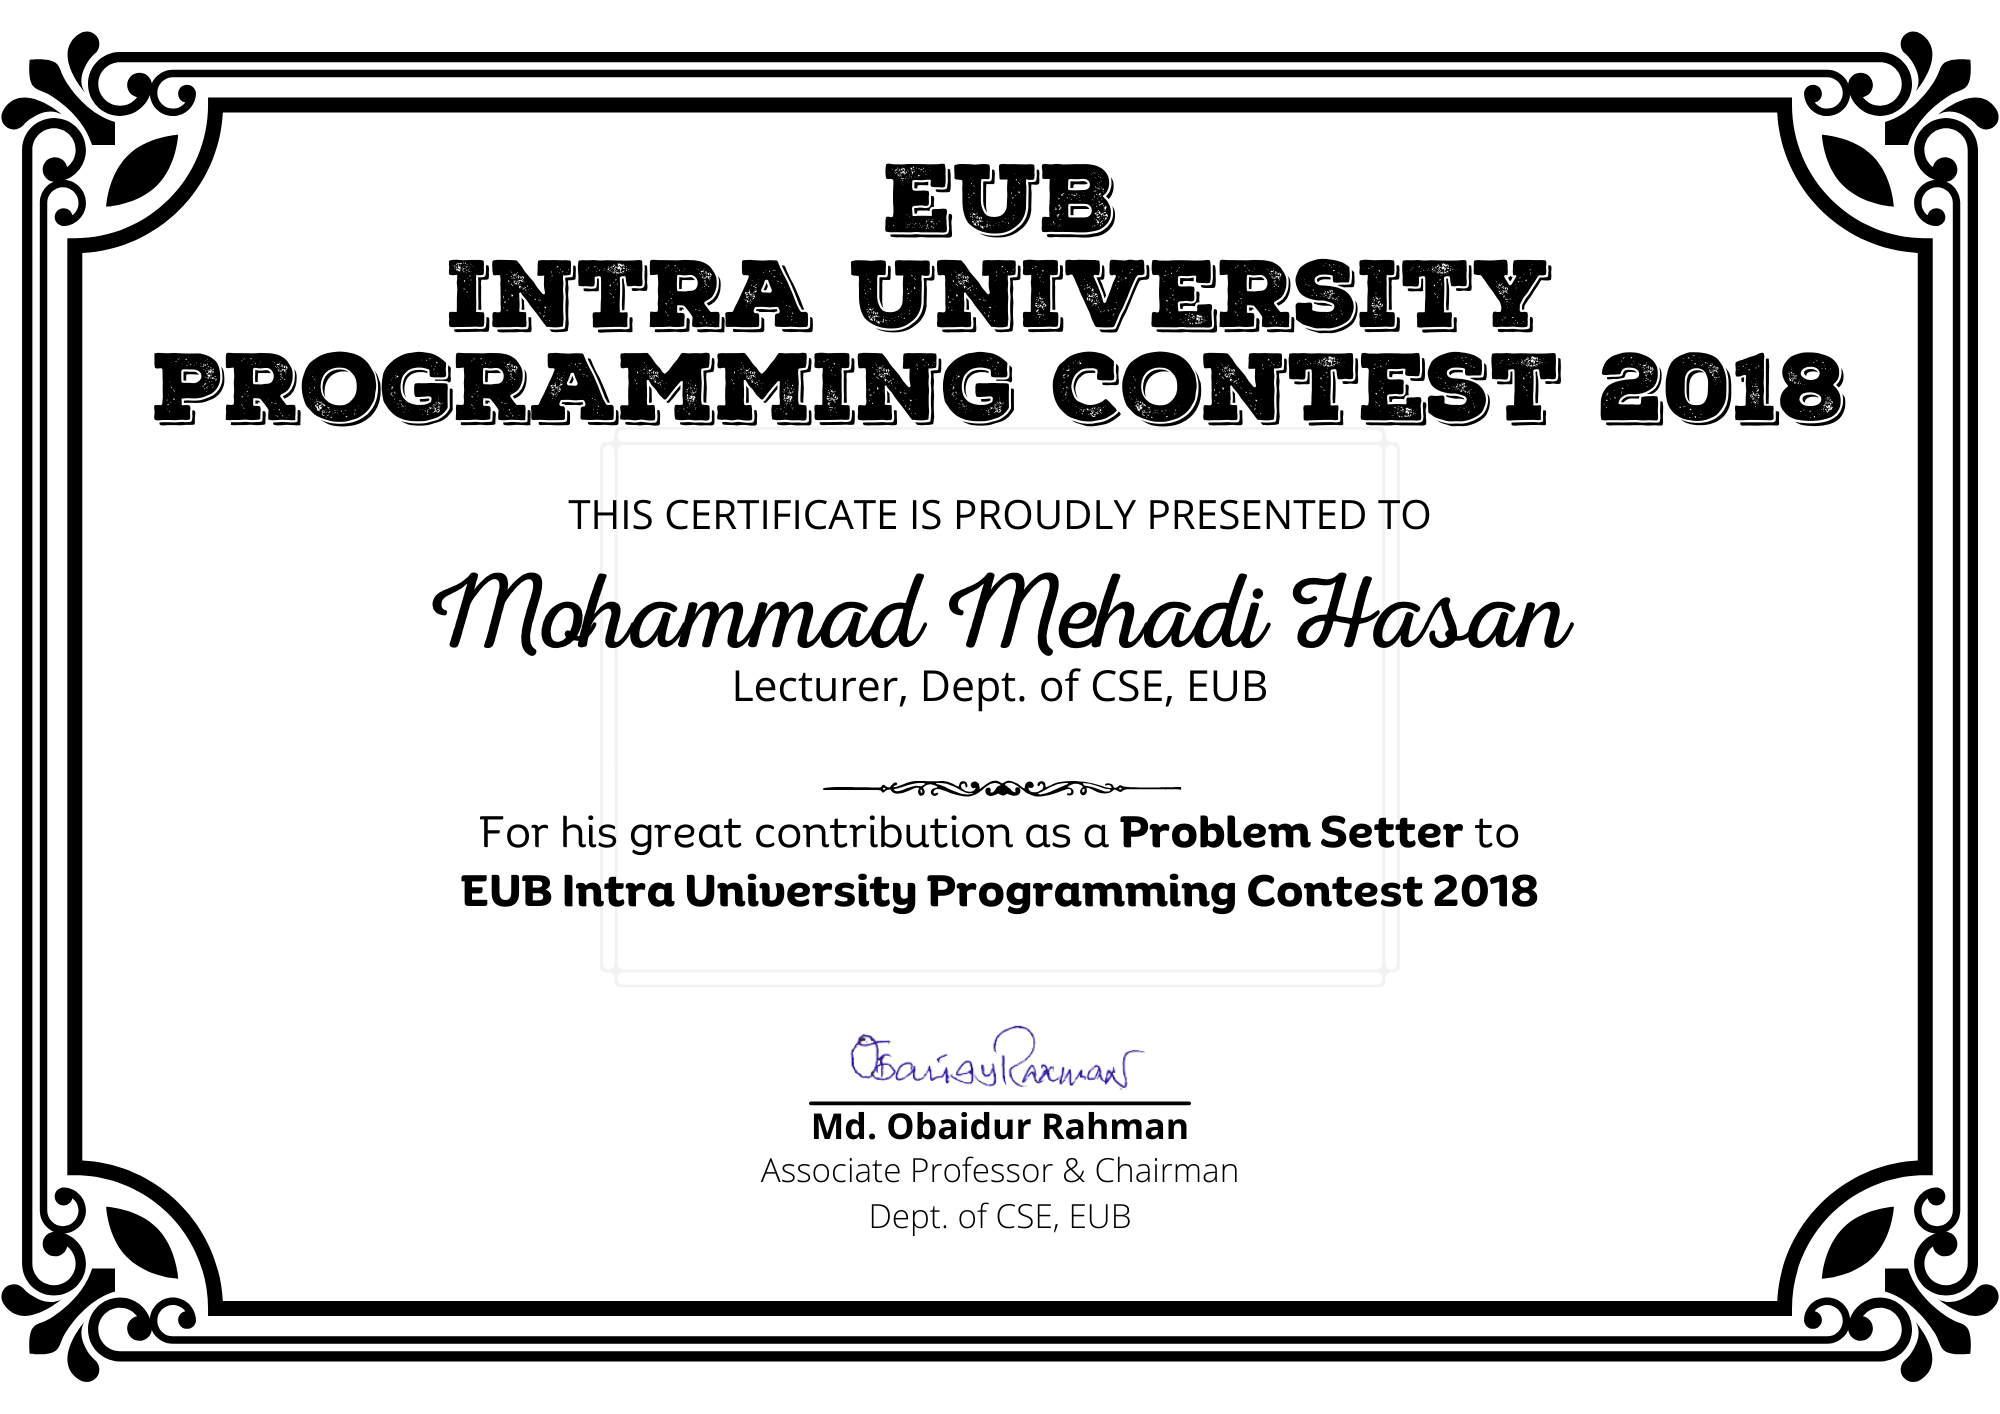 EUB
INTRA UNIVERSITY
PROGRAMMING CONTEST 2018
THIS CERTIFICATE IS PROUDLY PRESENTED TO
Mohammad Mehadi Hasan
Lecturer, Dept. of CSE, EUB
For his great contribution as a Problem Setter to
EUB Intra University Programming Contest 2018
Obaidur Rahman
Md. Obaidur Rahman
Associate Professor & Chairman
Dept. of CSE, EUB